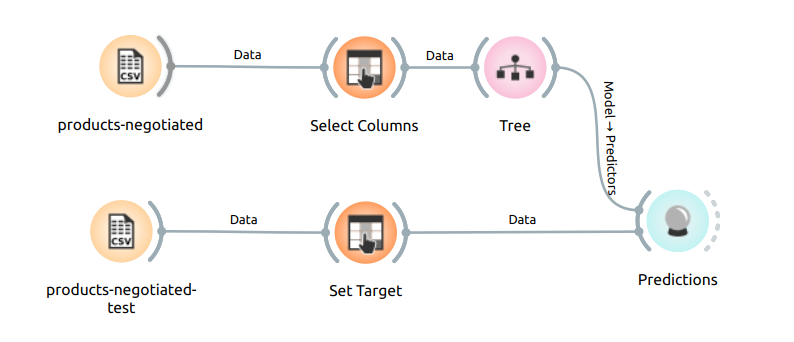 Data
Data
CSV
products-negotiated
Select Columns
Tree
Model → Predictors
Data
Data
CSV
products-negotiated-
test
Set Target
Predictions